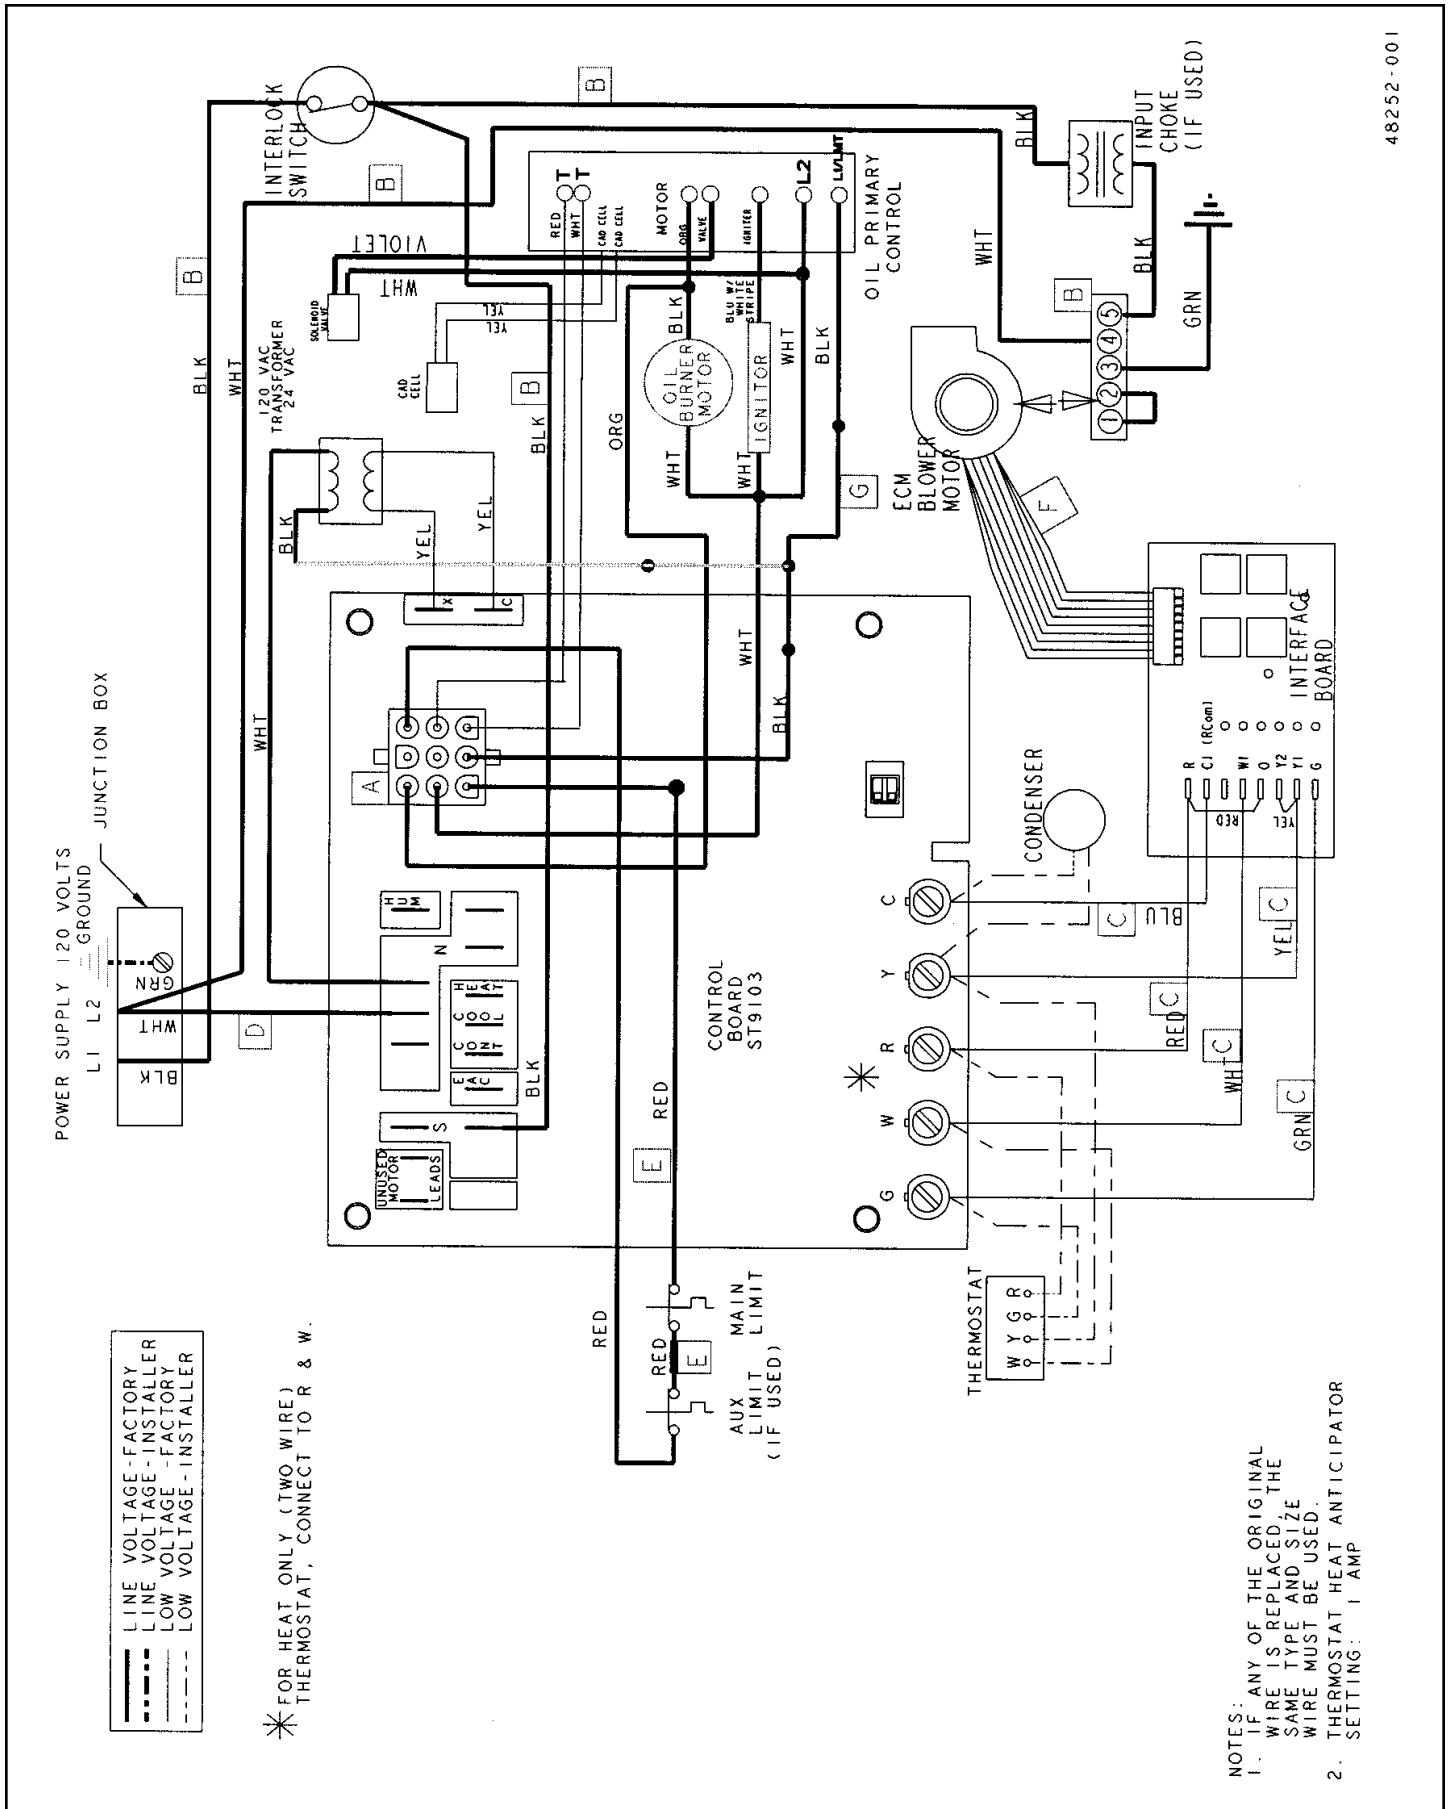 POWER SUPPLY 120 VOLTS
L1 L2
GROUND
JUNCTION BOX
BLK
WHT
GRN
D
BLK
WHT
B
B
INTERLOCK
SWITCH
B
WHT
120 VAC
TRANSFORMER
24 VAC
BLK
YEL
YEL
SOLENOID
VALVE
VIOLET
WHT
CAD
CELL
YEL
YEL
B
BLK
RED
T
WHT
T
CAD CELL
CAD CELL
MOTOR
ORG
VALVE
IGNITER
L2
L1/LMT
OIL PRIMARY
CONTROL
ORG
BLK
OIL
BURNER
MOTOR
WHT
BLU W/
WHITE
STRIPE
IGNITOR
WHT
WHT
BLK
G
WHT
BLK
BLK
INPUT
CHOKE
(IF USED)
BLK
WHT
B
GRN
1 2 3 4 5
ECM
BLOWER
MOTOR
F
INTERFACE
BOARD
R
C1 (RCom)
W1
O
Y2
Y1
G
RED
YEL
X
C
A
HUM
N
HEAT
COOL
CONT
EAC
S
BLK
UNUSED
MOTOR
LEADS
CONTROL
BOARD
ST9103
CONDENSER
C
Y
R
W
G
C
BLU
YEL
C
RED
C
WHT
C
GRN
C
RED
E
RED
RED
E
AUX
LIMIT
(IF USED)
MAIN
LIMIT
THERMOSTAT
W Y G R
LINE VOLTAGE-FACTORY
LINE VOLTAGE-INSTALLER
LOW VOLTAGE-FACTORY
LOW VOLTAGE-INSTALLER
FOR HEAT ONLY (TWO WIRE)
THERMOSTAT, CONNECT TO R & W.
NOTES:
1. IF ANY OF THE ORIGINAL
WIRE IS REPLACED, THE
SAME TYPE AND SIZE
WIRE MUST BE USED.
2. THERMOSTAT HEAT ANTICIPATOR
SETTING: 1 AMP
48252-001